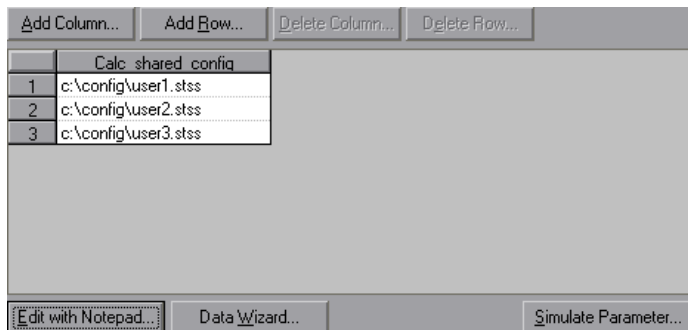 Add Column... Add Row... Delete Column... Delete Row...
Calc_shared_config
1 c:\config\user1.stss
2 c:\config\user2.stss
3 c:\config\user3.stss
Edit with Notepad... Data Wizard... Simulate Parameter...